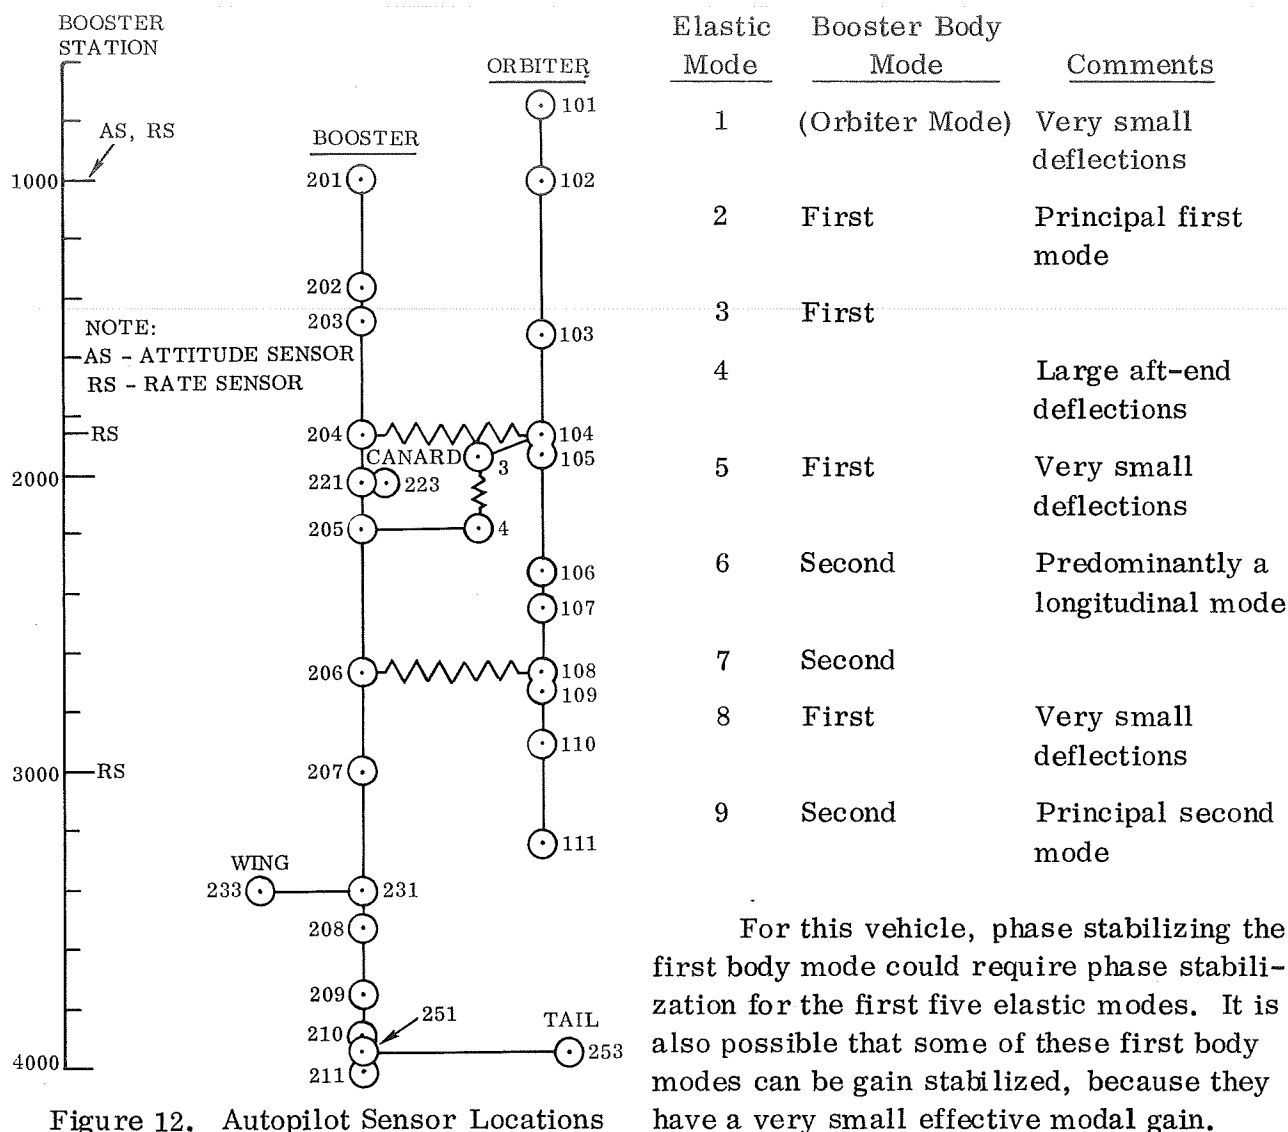 BOOSTER
STATION
ORBITER
101
AS, RS
BOOSTER
1000
201
102
202
203
103
NOTE:
AS - ATTITUDE SENSOR
RS - RATE SENSOR
RS
204
104
CANARD
3
105
2000
221
223
205
4
106
107
206
108
109
110
3000
RS
207
111
WING
233
231
208
209
251
TAIL
210
253
4000
211
Figure 12. Autopilot Sensor Locations
Elastic Booster Body
Mode Mode Comments
1 (Orbiter Mode) Very small
deflections
2 First Principal first
mode
3 First
4 Large aft-end
deflections
5 First Very small
deflections
6 Second Predominantly a
longitudinal mode
7 Second
8 First Very small
deflections
9 Second Principal second
mode
For this vehicle, phase stabilizing the
first body mode could require phase stabili-
zation for the first five elastic modes. It is
also possible that some of these first body
modes can be gain stabilized, because they
have a very small effective modal gain.